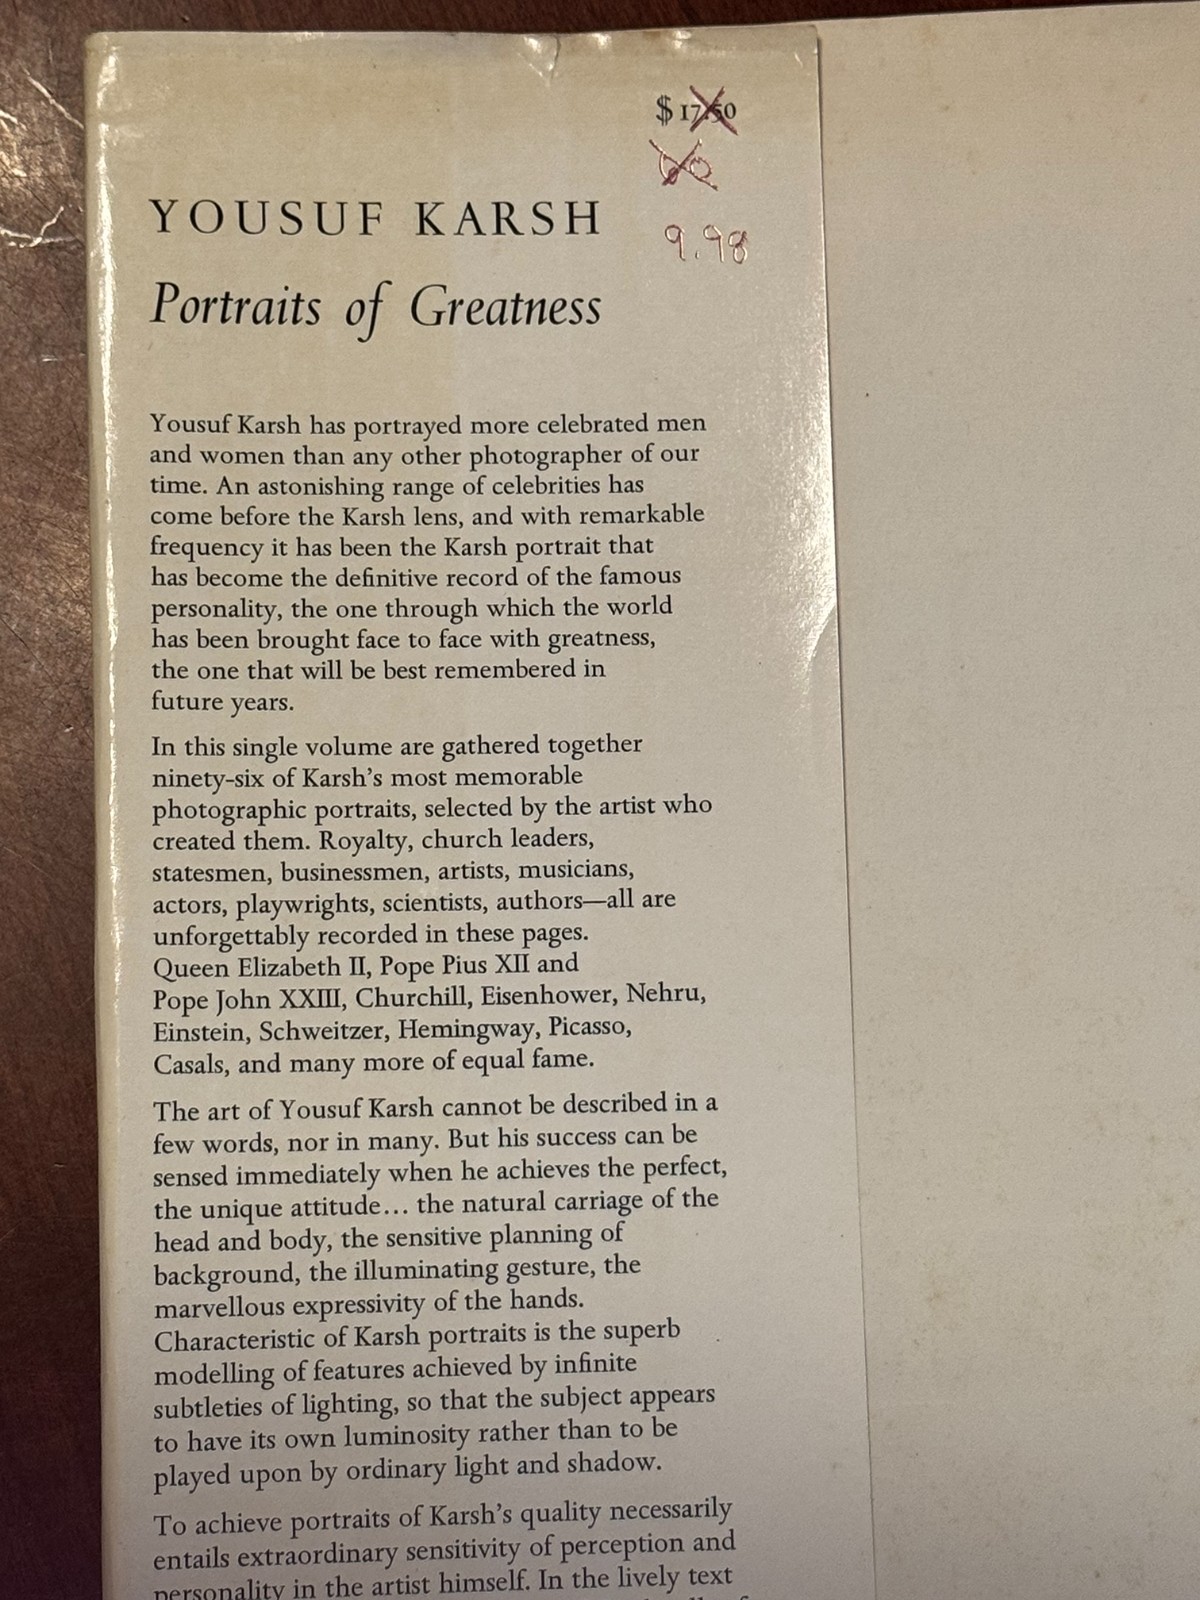 $ 17.50
9.98
YOUSUF KARSH
Portraits of Greatness
Yousuf Karsh has portrayed more celebrated men
and women than any other photographer of our
time. An astonishing range of celebrities has
come before the Karsh lens, and with remarkable
frequency it has been the Karsh portrait that
has become the definitive record of the famous
personality, the one through which the world
has been brought face to face with greatness,
the one that will be best remembered in
future years.
In this single volume are gathered together
ninety-six of Karsh's most memorable
photographic portraits, selected by the artist who
created them. Royalty, church leaders,
statesmen, businessmen, artists, musicians,
actors, playwrights, scientists, authors—all are
unforgettably recorded in these pages.
Queen Elizabeth II, Pope Pius XII and
Pope John XXIII, Churchill, Eisenhower, Nehru,
Einstein, Schweitzer, Hemingway, Picasso,
Casals, and many more of equal fame.
The art of Yousuf Karsh cannot be described in a
few words, nor in many. But his success can be
sensed immediately when he achieves the perfect,
the unique attitude... the natural carriage of the
head and body, the sensitive planning of
background, the illuminating gesture, the
marvellous expressivity of the hands.
Characteristic of Karsh portraits is the superb
modelling of features achieved by infinite
subtleties of lighting, so that the subject appears
to have its own luminosity rather than to be
played upon by ordinary light and shadow.
To achieve portraits of Karsh's quality necessarily
entails extraordinary sensitivity of perception and
personality in the artist himself. In the lively text